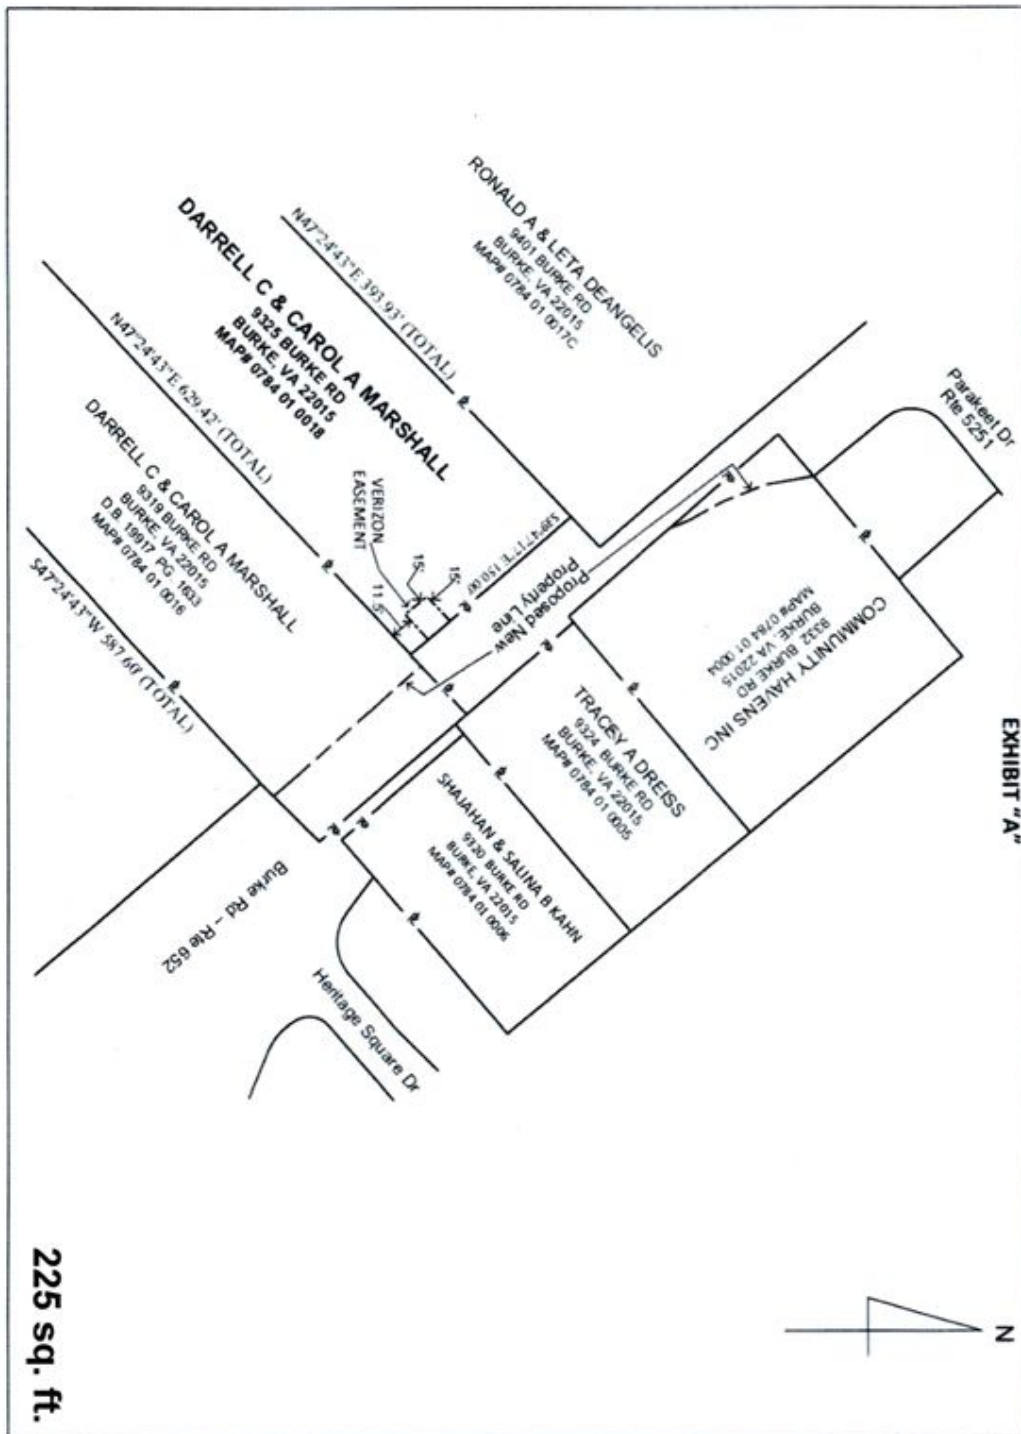 EXHIBIT "A"
N
Parakeet Dr
Rte 5251
RONALD A & LETA DEANGELIS
9401 BURKE RD
BURKE, VA 22015
MAP# 0784 01 0017C
N47°24'43"E 393.93' (TOTAL)
DARRELL C & CAROL A MARSHALL
9325 BURKE RD
BURKE, VA 22015
MAP# 0784 01 0018
N47°24'43"E 629.42' (TOTAL)
DARRELL C & CAROL A MARSHALL
9319 BURKE RD
BURKE, VA 22015
D.B. 19917 PG. 1633
MAP# 0784 01 0016
S47°24'43"W 587.60' (TOTAL)
VERIZON
EASEMENT
15'
15'
11.5'
150.00'
Proposed New
Property Line
COMMUNITY HAVENS INC
9332 BURKE RD
BURKE, VA 22015
MAP# 0784 01 0004
TRACEY A DREISS
9324 BURKE RD
BURKE, VA 22015
MAP# 0784 01 0005
SHAJAHAN & SALINA B KAHN
9320 BURKE RD
BURKE, VA 22015
MAP# 0784 01 0006
Burke Rd - Rte 652
Heritage Square Dr
225 sq. ft.